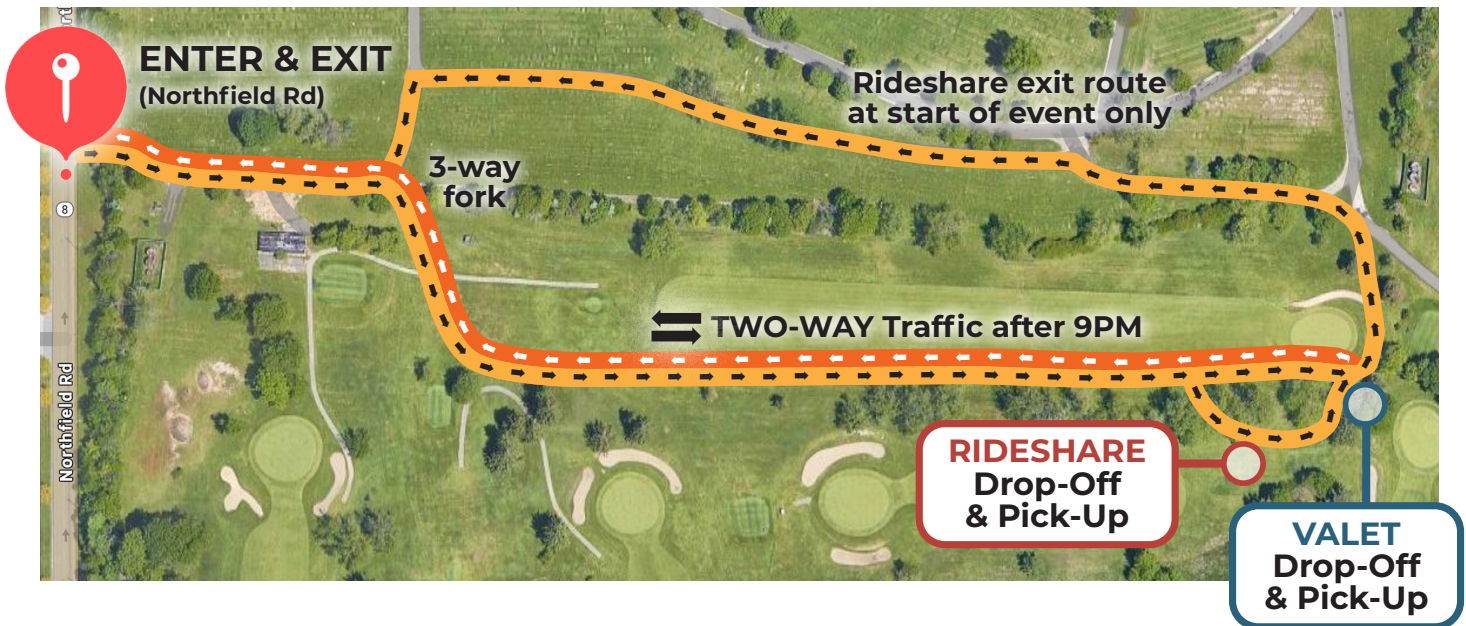 ENTER & EXIT
(Northfield Rd)
Rideshare exit route
at start of event only
3-way
fork
8
TWO-WAY Traffic after 9PM
Northfield Rd
RIDESHARE
Drop-Off
& Pick-Up
VALET
Drop-Off
& Pick-Up